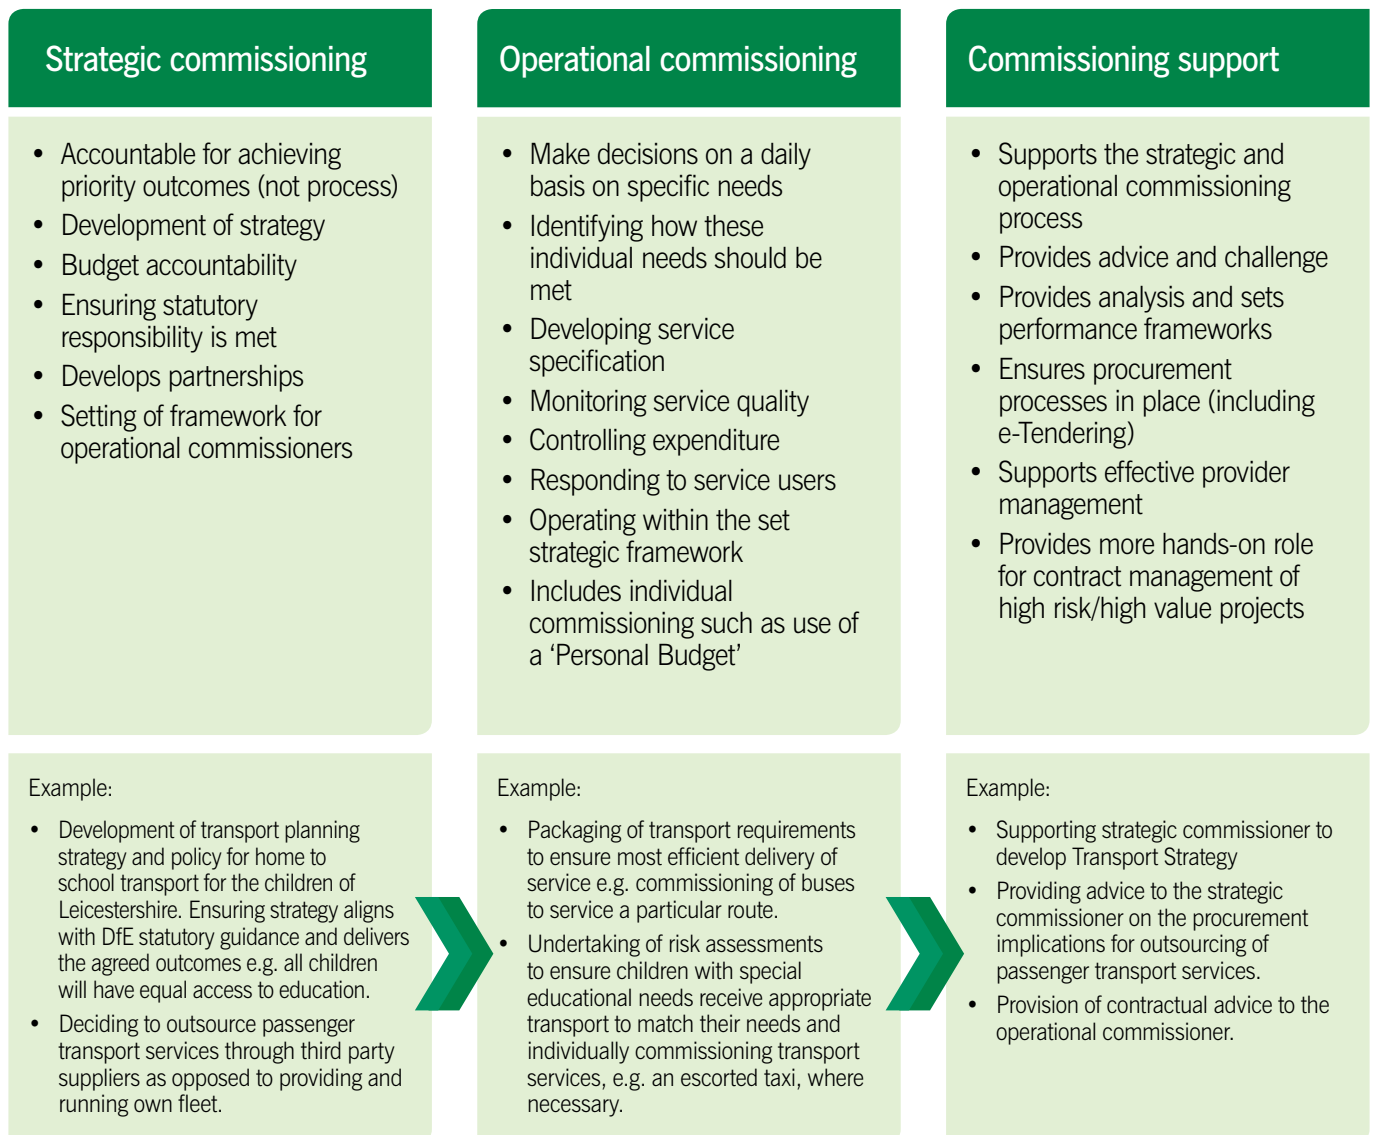 Strategic commissioning
• Accountable for achieving
priority outcomes (not process)
• Development of strategy
• Budget accountability
• Ensuring statutory
responsibility is met
• Develops partnerships
• Setting of framework for
operational commissioners
Operational commissioning
• Make decisions on a daily
basis on specific needs
• Identifying how these
individual needs should be
met
• Developing service
specification
• Monitoring service quality
• Controlling expenditure
• Responding to service users
• Operating within the set
strategic framework
• Includes individual
commissioning such as use of
a ‘Personal Budget’
Commissioning support
• Supports the strategic and
operational commissioning
process
• Provides advice and challenge
• Provides analysis and sets
performance frameworks
• Ensures procurement
processes in place (including
e-Tendering)
• Supports effective provider
management
• Provides more hands-on role
for contract management of
high risk/high value projects
Example:
• Development of transport planning
strategy and policy for home to
school transport for the children of
Leicestershire. Ensuring strategy aligns
with DfE statutory guidance and delivers
the agreed outcomes e.g. all children
will have equal access to education.
• Deciding to outsource passenger
transport services through third party
suppliers as opposed to providing and
running own fleet.
Example:
• Packaging of transport requirements
to ensure most efficient delivery of
service e.g. commissioning of buses
to service a particular route.
• Undertaking of risk assessments
to ensure children with special
educational needs receive appropriate
transport to match their needs and
individually commissioning transport
services, e.g. an escorted taxi, where
necessary.
Example:
• Supporting strategic commissioner to
develop Transport Strategy
• Providing advice to the strategic
commissioner on the procurement
implications for outsourcing of
passenger transport services.
• Provision of contractual advice to the
operational commissioner.